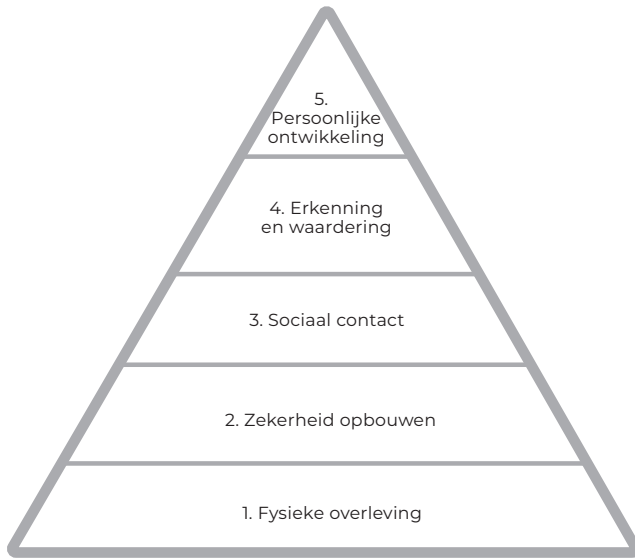 5.
Persoonlijke
ontwikkeling
4. Erkenning
en waardering
3. Sociaal contact
2. Zekerheid opbouwen
1. Fysieke overleving